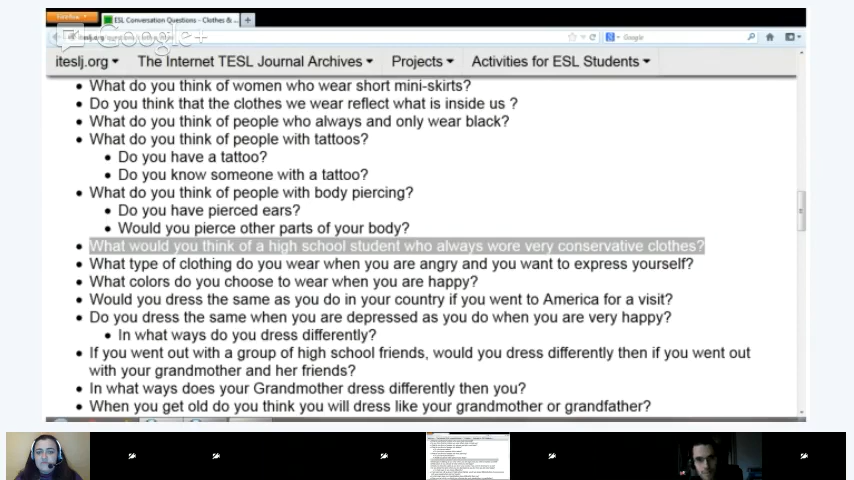 Firefox
ESL Conversation Questions - Clothes & ...
Google+
Google
iteslj.org
The Internet TESL Journal Archives
Projects
Activities for ESL Students
What do you think of women who wear short mini-skirts?
Do you think that the clothes we wear reflect what is inside us ?
What do you think of people who always and only wear black?
What do you think of people with tattoos?
Do you have a tattoo?
Do you know someone with a tattoo?
What do you think of people with body piercing?
Do you have pierced ears?
Would you pierce other parts of your body?
What would you think of a high school student who always wore very conservative clothes?
What type of clothing do you wear when you are angry and you want to express yourself?
What colors do you choose to wear when you are happy?
Would you dress the same as you do in your country if you went to America for a visit?
Do you dress the same when you are depressed as you do when you are very happy?
In what ways do you dress differently?
If you went out with a group of high school friends, would you dress differently then if you went out
with your grandmother and her friends?
In what ways does your Grandmother dress differently then you?
When you get old do you think you will dress like your grandmother or grandfather?